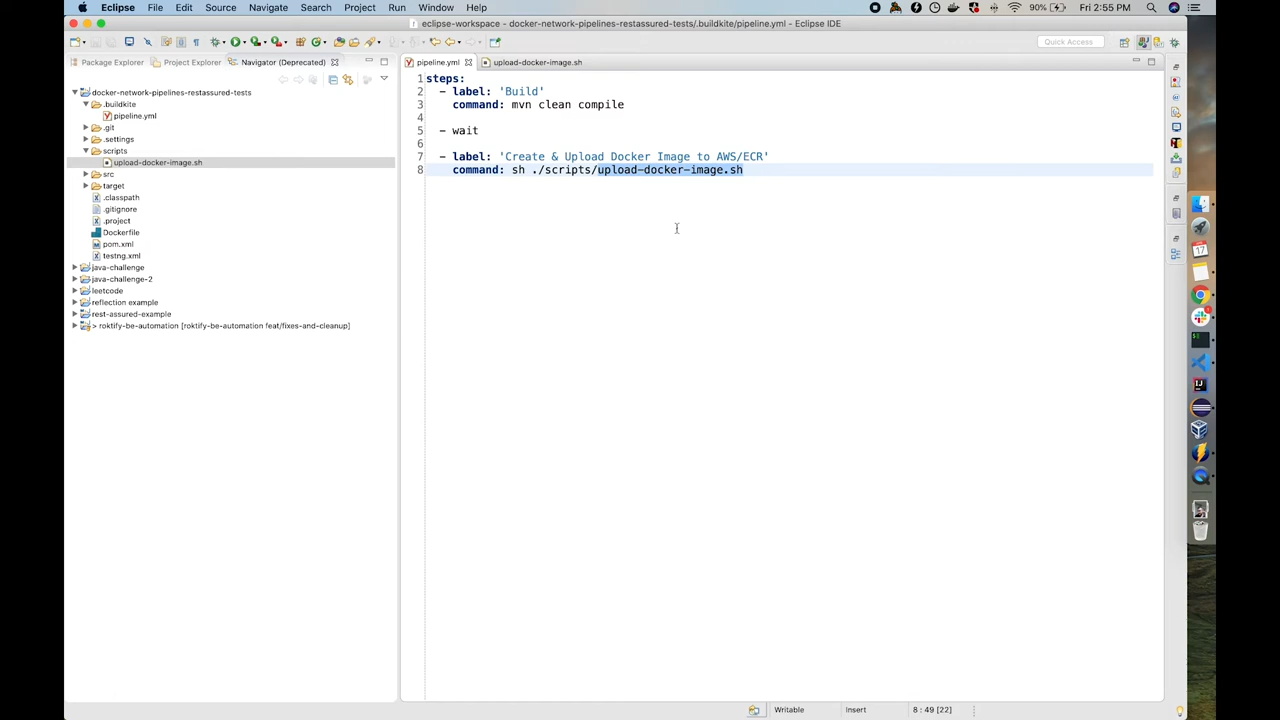 Eclipse File Edit Source Refactor Navigate Search Project Run Window Help 90% Fri 2:55 PM
eclipse-workspace - docker-network-pipelines-restassured-tests/.buildkite/pipeline.yml - Eclipse IDE
Quick Access
Package Explorer Project Explorer Navigator (Deprecated)
pipeline.yml upload-docker-image.sh
docker-network-pipelines-restassured-tests
.buildkite
pipeline.yml
.git
.settings
scripts
upload-docker-image.sh
src
target
.classpath
.gitignore
.project
Dockerfile
pom.xml
testng.xml
java-challenge
java-challenge-2
leetcode
reflection example
rest-assured-example
> roktify-be-automation [roktify-be-automation feat/fixes-and-cleanup]
1 steps:
2 - label: 'Build'
3 command: mvn clean compile
4
5 - wait
6
7 - label: 'Create & Upload Docker Image to AWS/ECR'
8 command: sh ./scripts/upload-docker-image.sh
17
IJ
Writable Insert 8 : 49 [22]